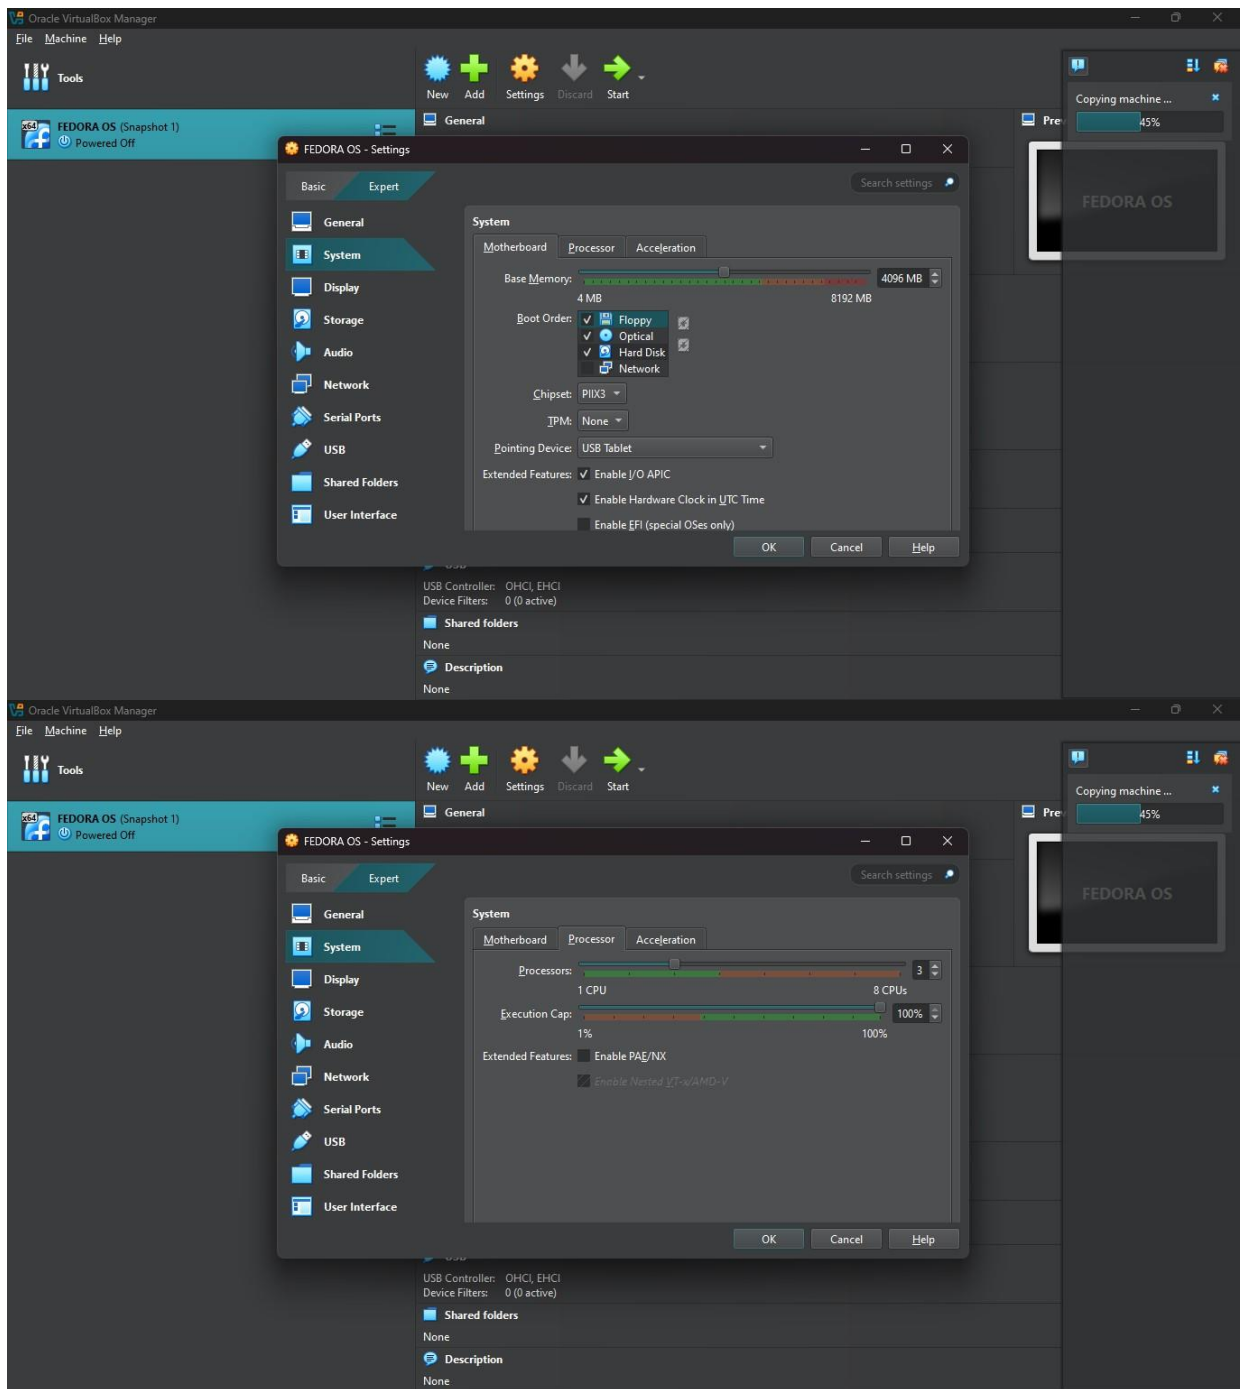 Oracle VirtualBox Manager
File Machine Help
Tools
New Add Settings Discard Start
x64 FEDORA OS (Snapshot 1)
Powered Off
General
Copying machine ...
45%
FEDORA OS
FEDORA OS - Settings
Basic Expert
Search settings
General
System
Display
Storage
Audio
Network
Serial Ports
USB
Shared Folders
User Interface
System
Motherboard Processor Acceleration
Base Memory: 4096 MB
4 MB 8192 MB
Boot Order: Floppy
Optical
Hard Disk
Network
Chipset: PIIX3
TPM: None
Pointing Device: USB Tablet
Extended Features: Enable I/O APIC
Enable Hardware Clock in UTC Time
Enable EFI (special OSes only)
OK Cancel Help
USB Controller: OHCI, EHCI
Device Filters: 0 (0 active)
Shared folders
None
Description
None
Oracle VirtualBox Manager
File Machine Help
Tools
New Add Settings Discard Start
x64 FEDORA OS (Snapshot 1)
Powered Off
General
Copying machine ...
45%
FEDORA OS
FEDORA OS - Settings
Basic Expert
Search settings
General
System
Display
Storage
Audio
Network
Serial Ports
USB
Shared Folders
User Interface
System
Motherboard Processor Acceleration
Processors: 3
1 CPU 8 CPUs
Execution Cap: 100%
1% 100%
Extended Features: Enable PAE/NX
Enable Nested VT-x/AMD-V
OK Cancel Help
USB Controller: OHCI, EHCI
Device Filters: 0 (0 active)
Shared folders
None
Description
None